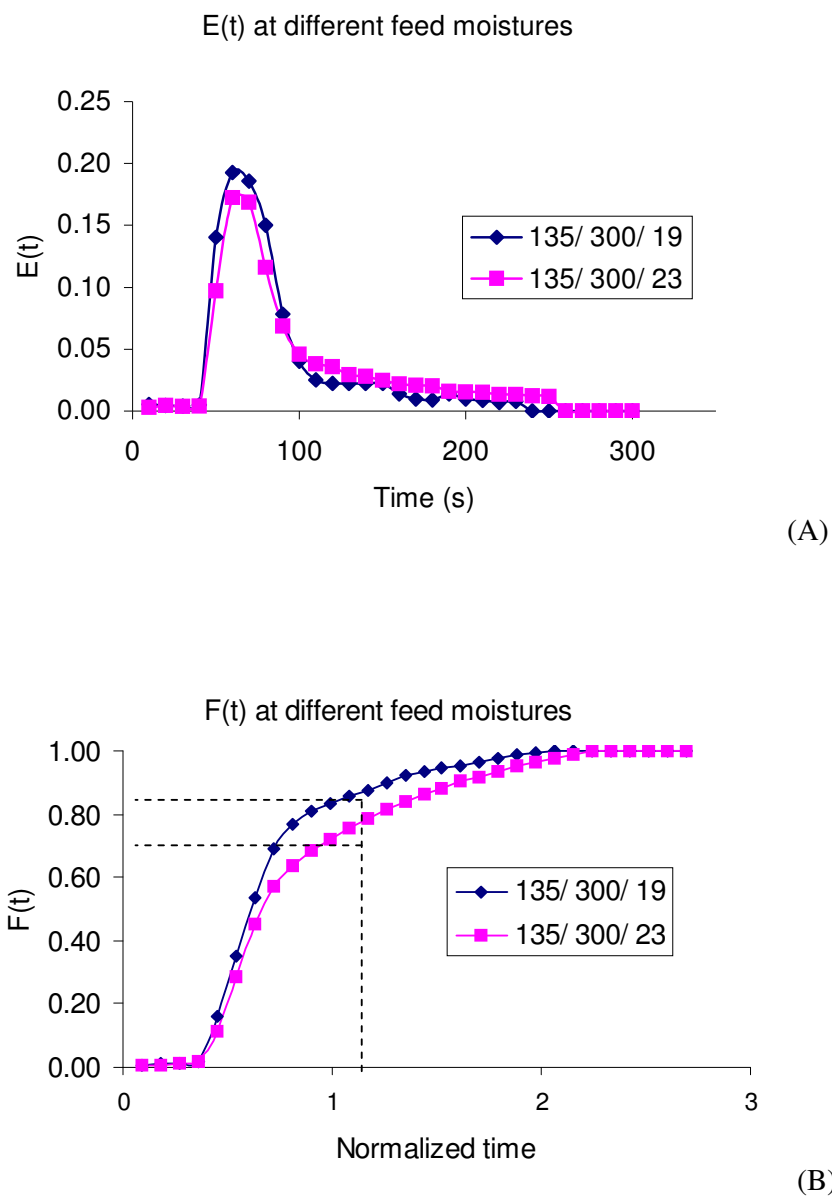 E(t) at different feed moistures
0.25
0.20
0.15
0.10
0.05
0.00
E(t)
135/ 300/ 19
135/ 300/ 23
0
100
200
300
Time (s)
(A)
F(t) at different feed moistures
1.00
0.80
0.60
0.40
0.20
0.00
F(t)
135/ 300/ 19
135/ 300/ 23
0
1
2
3
Normalized time
(B)